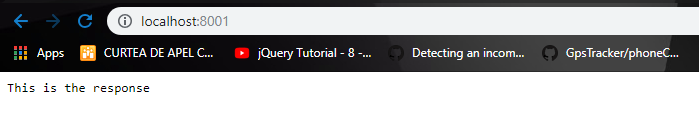 localhost:8001
Apps CURTEA DE APEL C... jQuery Tutorial - 8 -... Detecting an incom... GpsTracker/phoneC...
This is the response